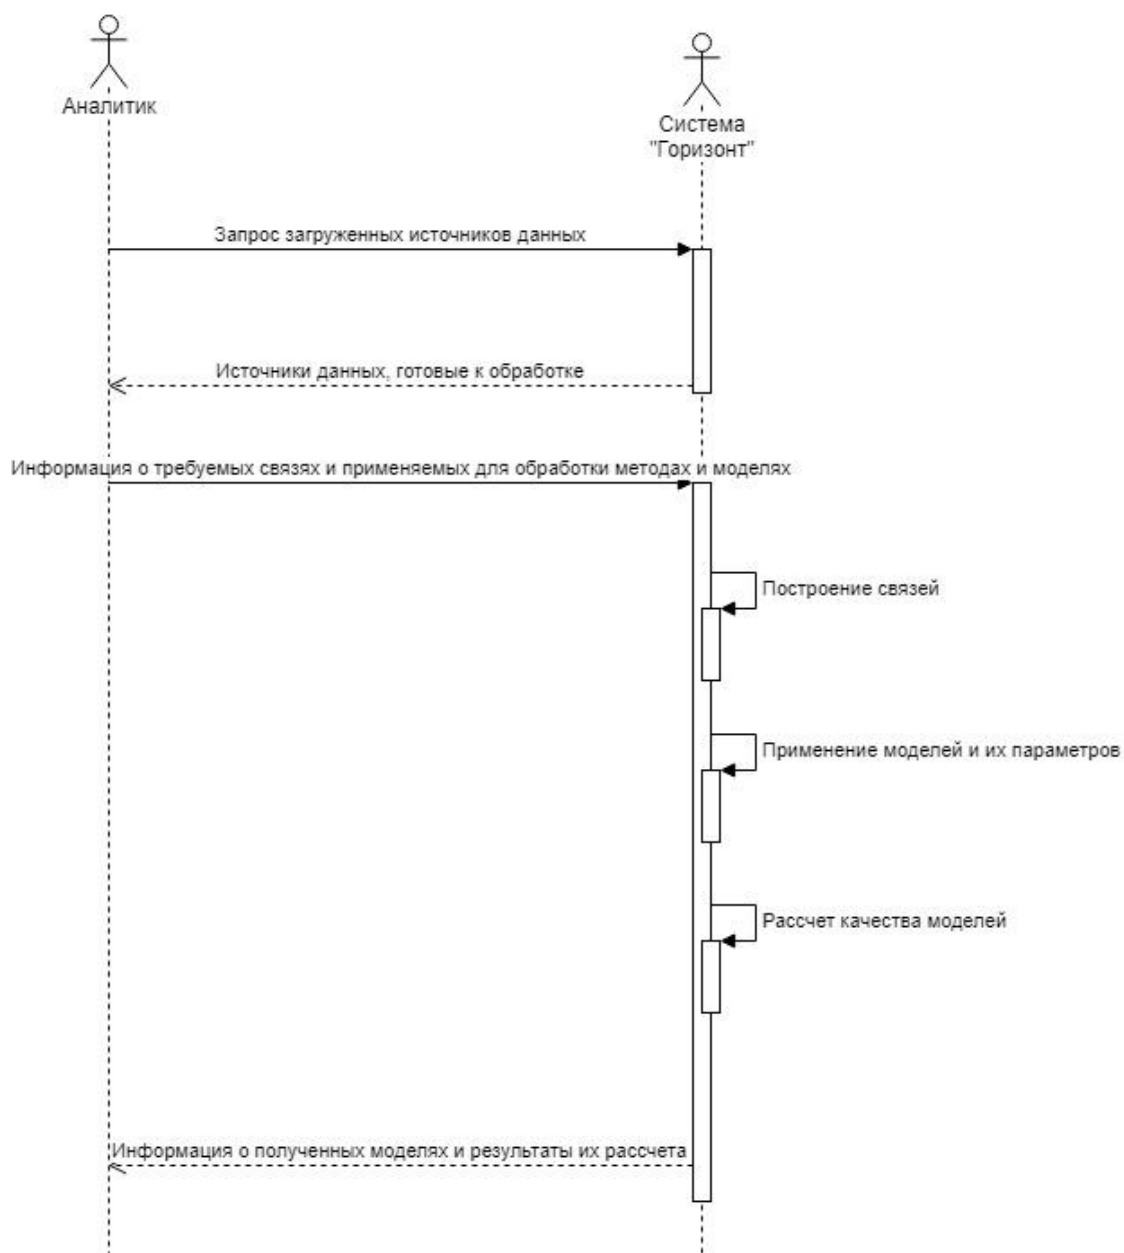 Аналитик
Система
"Горизонт"
Запрос загруженных источников данных
Источники данных, готовые к обработке
Информация о требуемых связях и применяемых для обработки методах и моделях
Построение связей
Применение моделей и их параметров
Рассчет качества моделей
Информация о полученных моделях и результаты их рассчета